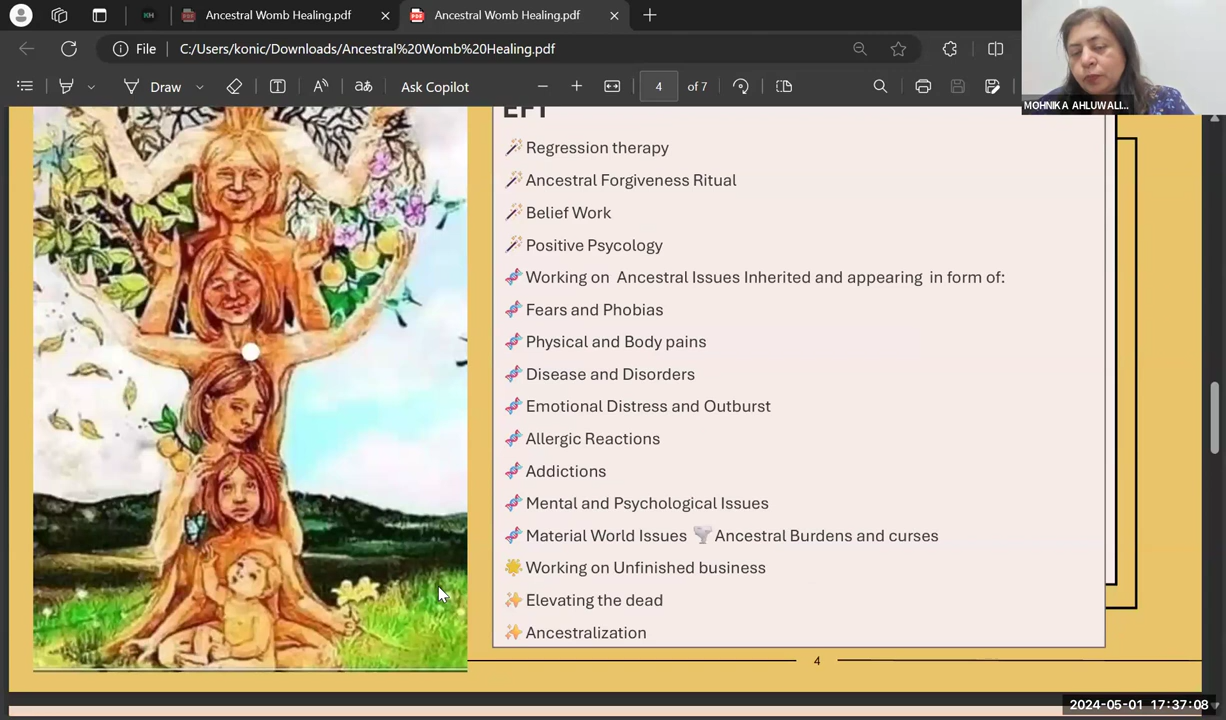 KH
Ancestral Womb Healing.pdf
Ancestral Womb Healing.pdf
File
C:/Users/konic/Downloads/Ancestral%20Womb%20Healing.pdf
Draw
aあ
Ask Copilot
4 of 7
MOHNIKA AHLUWALI...
EFT
Regression therapy
Ancestral Forgiveness Ritual
Belief Work
Positive Psycology
Working on Ancestral Issues Inherited and appearing in form of:
Fears and Phobias
Physical and Body pains
Disease and Disorders
Emotional Distress and Outburst
Allergic Reactions
Addictions
Mental and Psychological Issues
Material World Issues Ancestral Burdens and curses
Working on Unfinished business
Elevating the dead
Ancestralization
4
2024-05-01 17:37:08